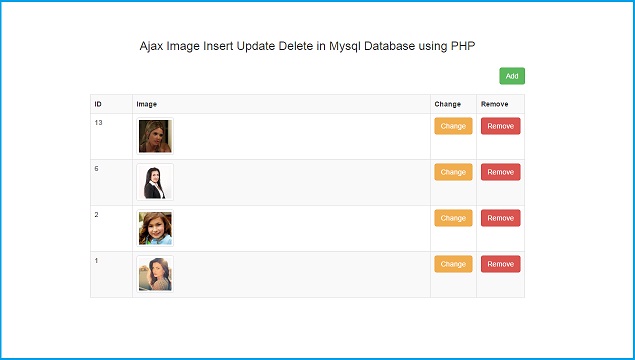 Ajax Image Insert Update Delete in Mysql Database using PHP
Add
ID Image Change Remove
13 Change Remove
6 Change Remove
2 Change Remove
1 Change Remove